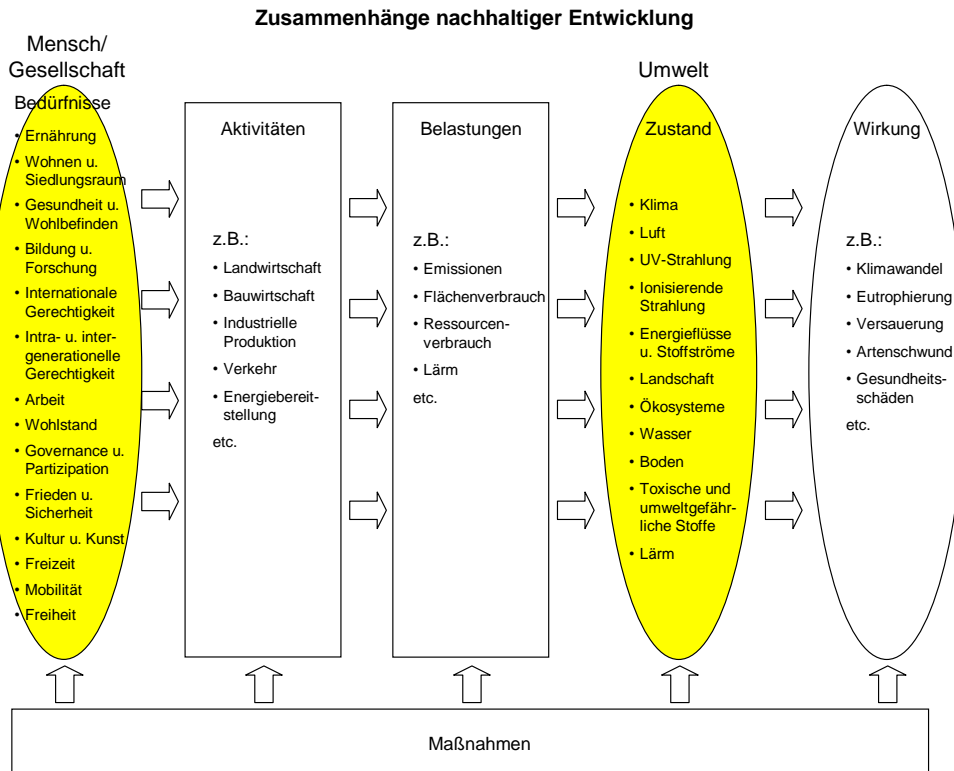 Zusammenhänge nachhaltiger Entwicklung
Mensch/
Gesellschaft
Bedürfnisse
• Ernährung
• Wohnen u.
Siedlungsraum
• Gesundheit u.
Wohlbefinden
• Bildung u.
Forschung
• Internationale
Gerechtigkeit
• Intra- u. inter-
generationelle
Gerechtigkeit
• Arbeit
• Wohlstand
• Governance u.
Partizipation
• Frieden u.
Sicherheit
• Kultur u. Kunst
• Freizeit
• Mobilität
• Freiheit
Aktivitäten
z.B.:
• Landwirtschaft
• Bauwirtschaft
• Industrielle
Produktion
• Verkehr
• Energiebereit-
stellung
etc.
Belastungen
z.B.:
• Emissionen
• Flächenverbrauch
• Ressourcen-
verbrauch
• Lärm
etc.
Umwelt
Zustand
• Klima
• Luft
• UV-Strahlung
• Ionisierende
Strahlung
• Energieflüsse
u. Stoffströme
• Landschaft
• Ökosysteme
• Wasser
• Boden
• Toxische und
umweltgefähr-
liche Stoffe
• Lärm
Wirkung
z.B.:
• Klimawandel
• Eutrophierung
• Versauerung
• Artenschwund
• Gesundheits-
schäden
etc.
Maßnahmen